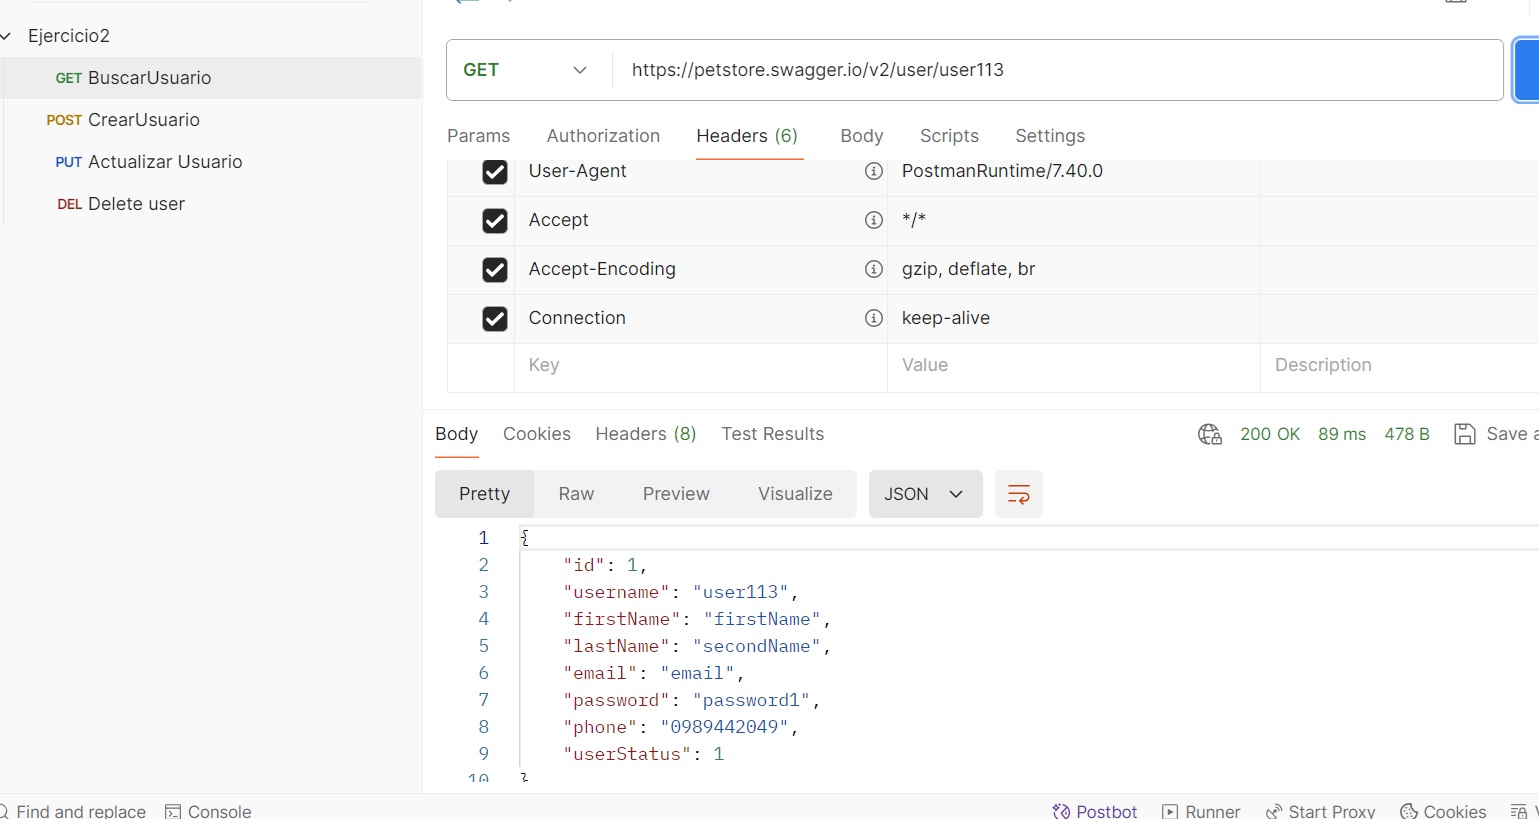 Ejercicio2
GET BuscarUsuario
POST CrearUsuario
PUT Actualizar Usuario
DEL Delete user
GET https://petstore.swagger.io/v2/user/user113
Params Authorization Headers (6) Body Scripts Settings
User-Agent PostmanRuntime/7.40.0
Accept */*
Accept-Encoding gzip, deflate, br
Connection keep-alive
Key Value Description
Body Cookies Headers (8) Test Results 200 OK 89 ms 478 B Save
Pretty Raw Preview Visualize JSON
1 {
2 "id": 1,
3 "username": "user113",
4 "firstName": "firstName",
5 "lastName": "secondName",
6 "email": "email",
7 "password": "password1",
8 "phone": "0989442049",
9 "userStatus": 1
10 }
Find and replace Console Postbot Runner Start Proxy Cookies